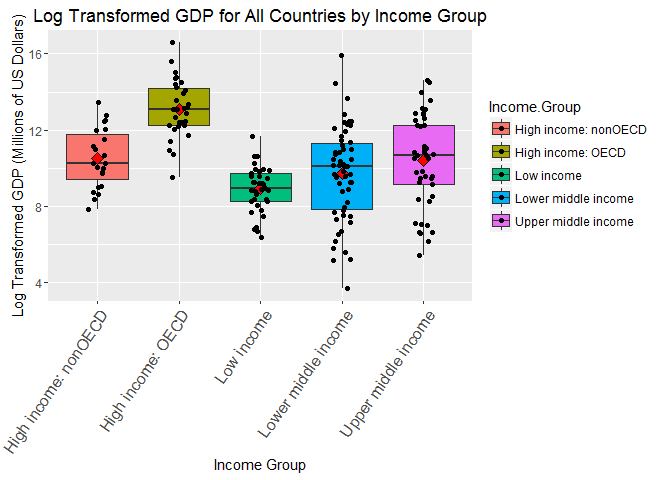 Log Transformed GDP for All Countries by Income Group
Log Transformed GDP (Millions of US Dollars)
16
12
8
4
High income: nonOECD
High income: OECD
Low income
Lower middle income
Upper middle income
Income Group
Income.Group
High income: nonOECD
High income: OECD
Low income
Lower middle income
Upper middle income